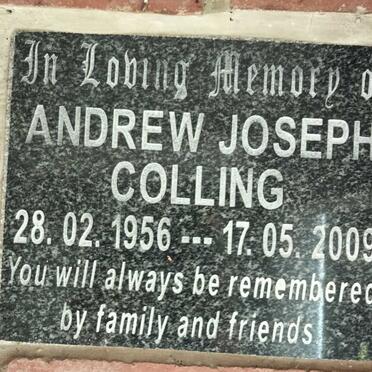 In Loving Memory o
ANDREW JOSEPH
COLLING
28. 02. 1956 --- 17. 05. 2009
You will always be remembered
by family and friends